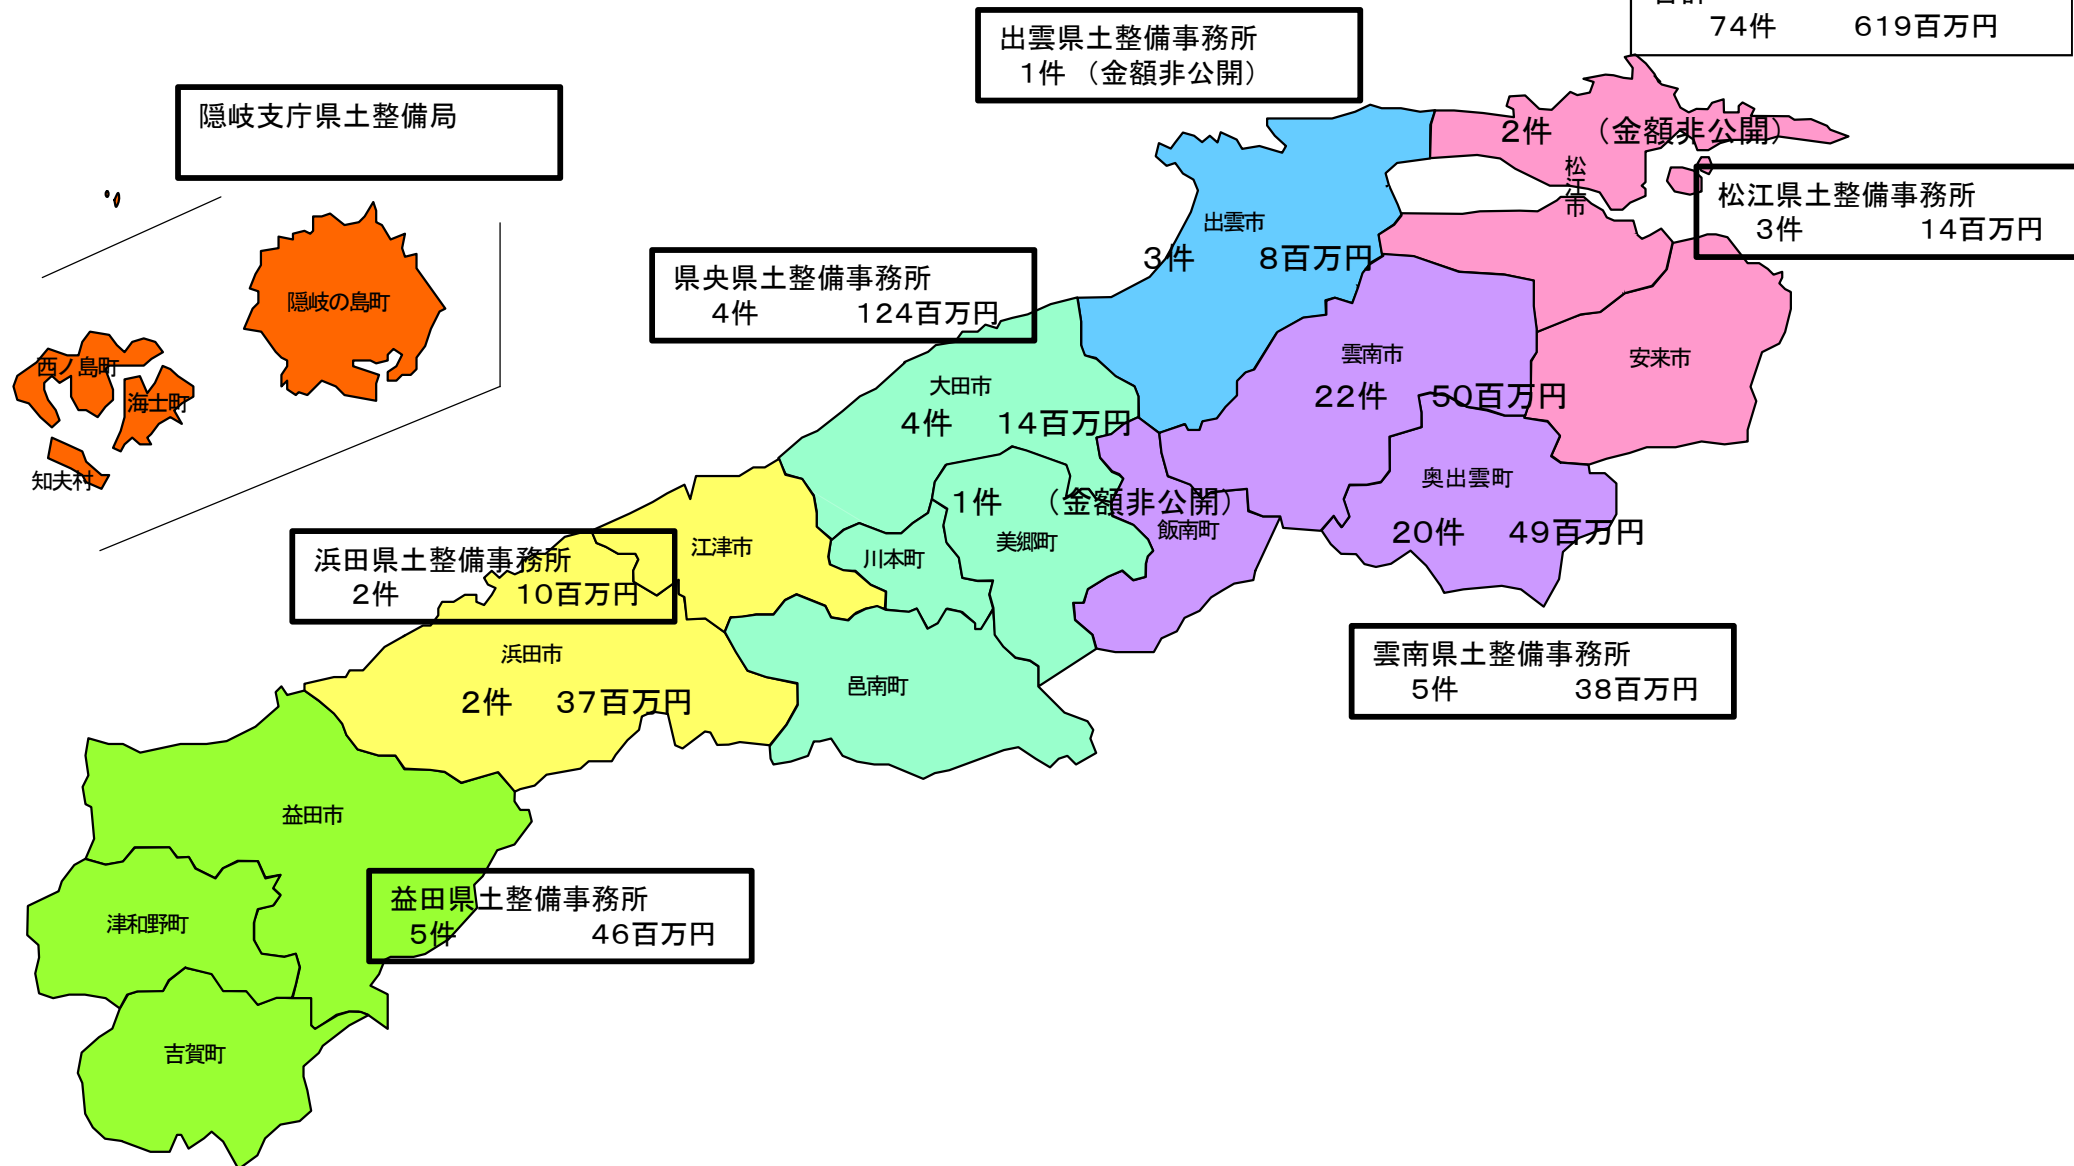 74件　619百万円
出雲県土整備事務所
1件 （金額非公開）
隠岐支庁県土整備局
2件　（金額非公開）
松江市
松江県土整備事務所
3件　14百万円
出雲市
3件　8百万円
県央県土整備事務所
4件　124百万円
隠岐の島町
西ノ島町
海士町
知夫村
雲南市
22件　50百万円
安来市
大田市
4件　14百万円
奥出雲町
20件　49百万円
1件　（金額非公開）
飯南町
美郷町
川本町
江津市
浜田県土整備事務所
2件　10百万円
浜田市
2件　37百万円
邑南町
雲南県土整備事務所
5件　38百万円
益田市
益田県土整備事務所
5件　46百万円
津和野町
吉賀町